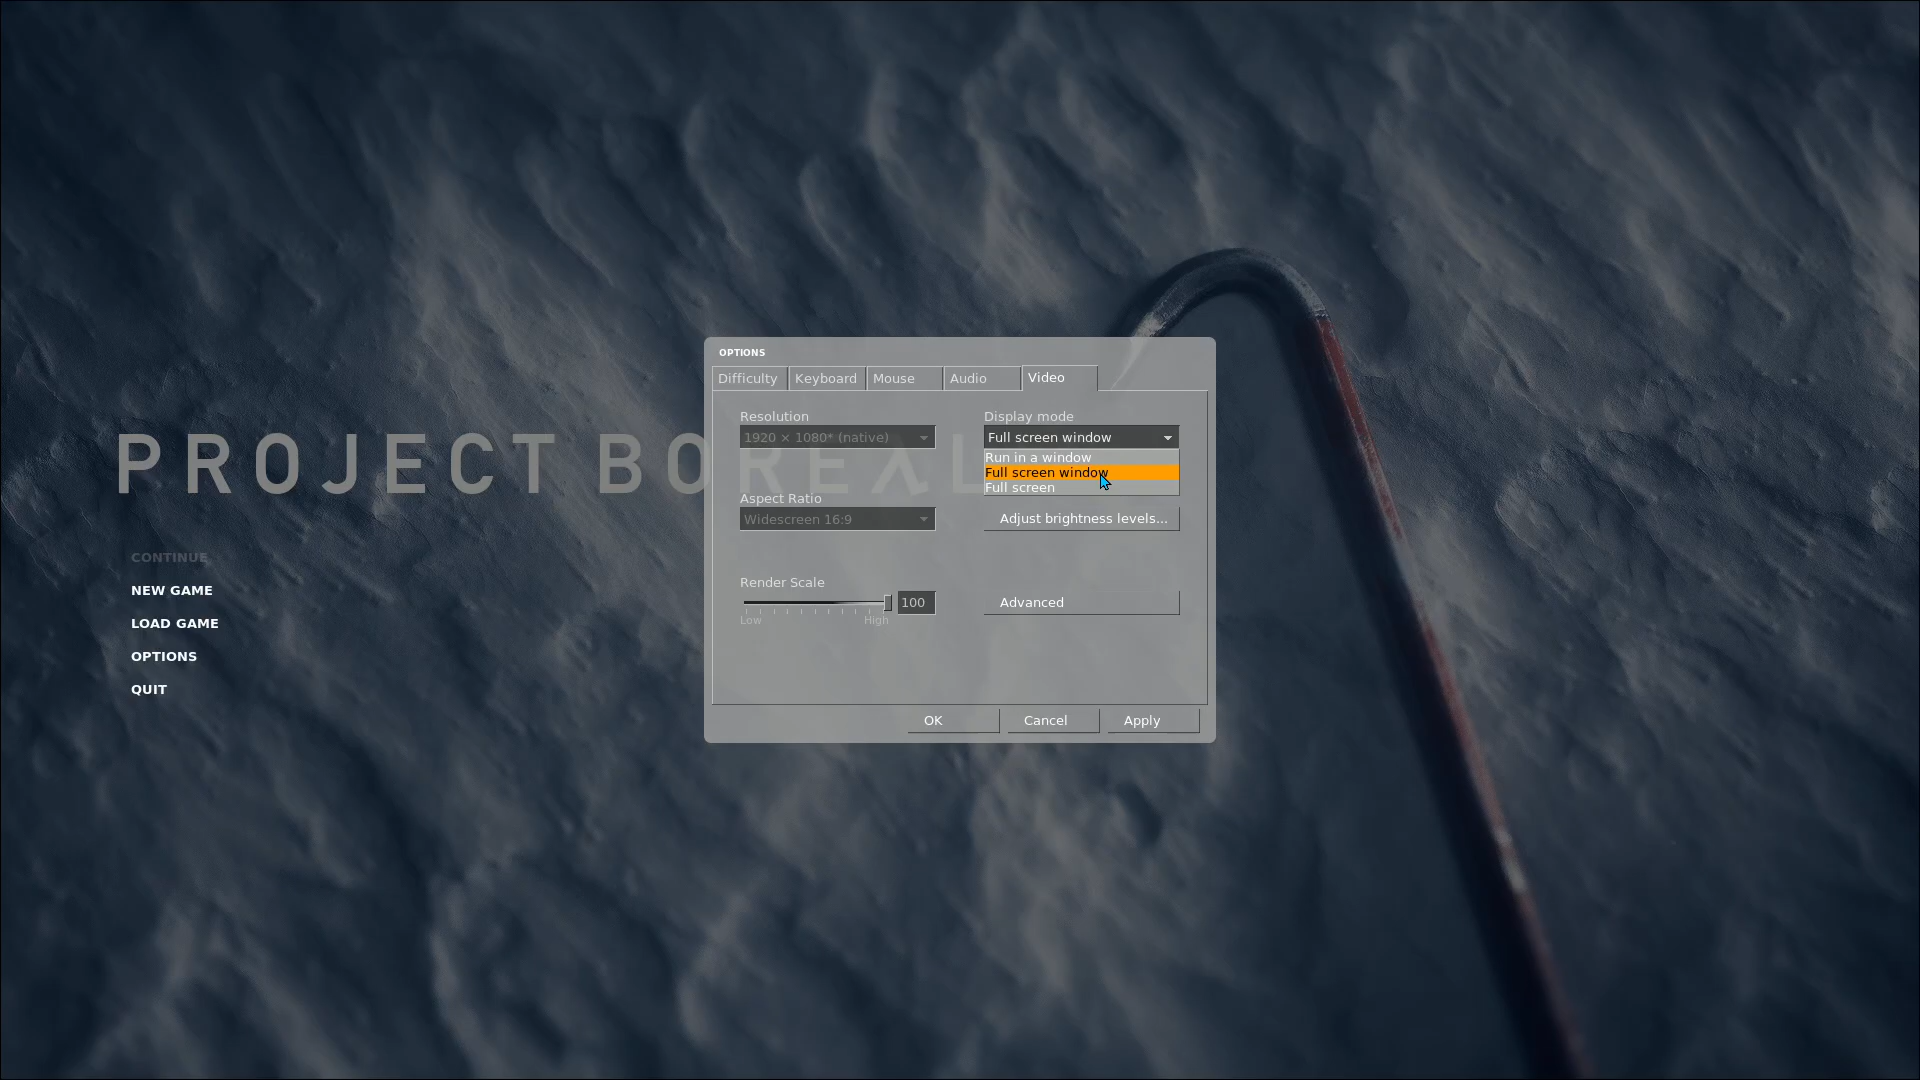 PROJECT BOREALIS
CONTINUE
NEW GAME
LOAD GAME
OPTIONS
QUIT
OPTIONS
Difficulty
Keyboard
Mouse
Audio
Video
Resolution
1920 × 1080* (native)
Aspect Ratio
Widescreen 16:9
Render Scale
100
Low
High
Display mode
Full screen window
Run in a window
Full screen window
Full screen
Adjust brightness levels...
Advanced
OK
Cancel
Apply